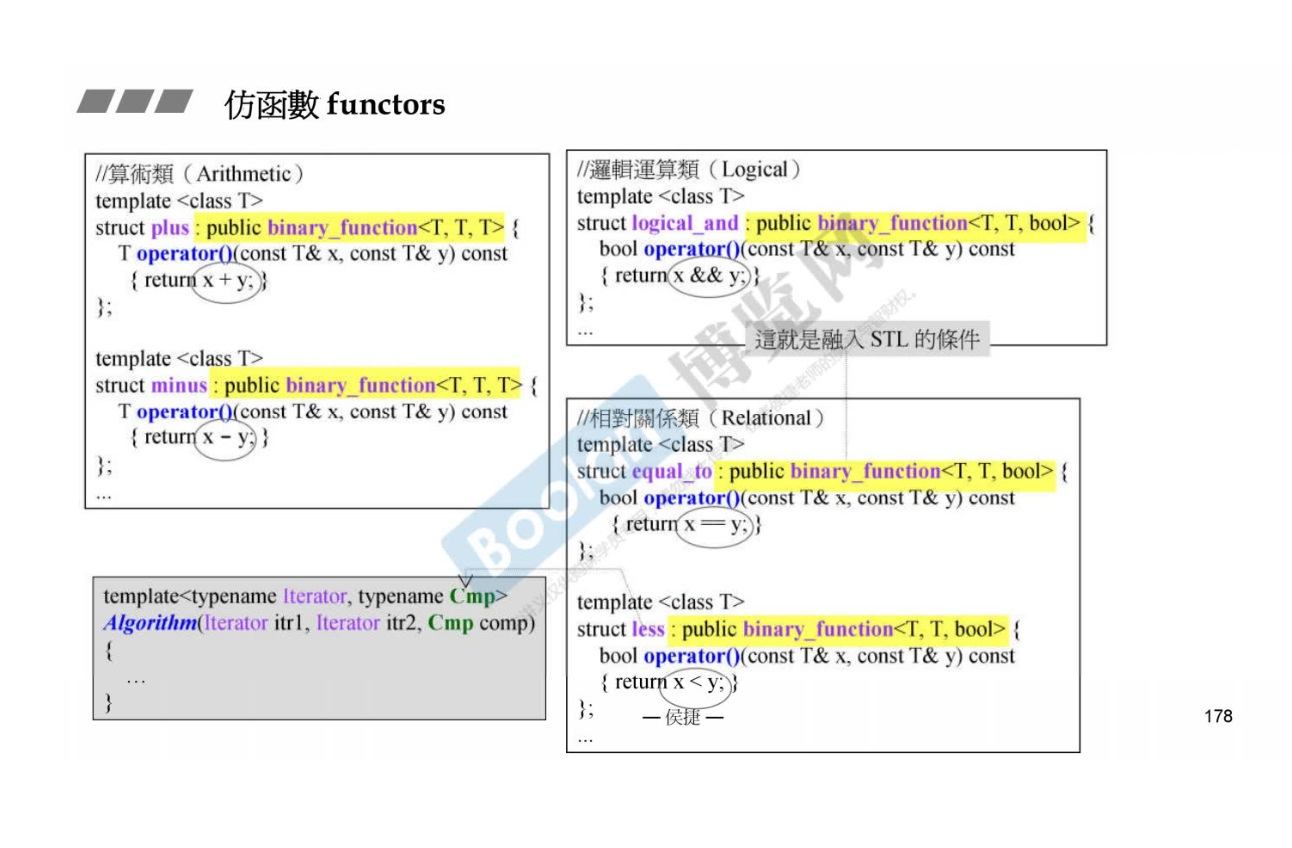 仿函數 functors
//算術類（Arithmetic）
template <class T>
struct plus : public binary_function<T, T, T> {
T operator()(const T& x, const T& y) const
{ return x + y; }
};
template <class T>
struct minus : public binary_function<T, T, T> {
T operator()(const T& x, const T& y) const
{ return x − y; }
};
...
template<typename Iterator, typename Cmp>
Algorithm(Iterator itr1, Iterator itr2, Cmp comp)
{
...
}
//邏輯運算類（Logical）
template <class T>
struct logical_and : public binary_function<T, T, bool> {
bool operator()(const T& x, const T& y) const
{ return x && y; }
};
...
這就是融入 STL 的條件
//相對關係類（Relational）
template <class T>
struct equal_to : public binary_function<T, T, bool> {
bool operator()(const T& x, const T& y) const
{ return x == y; }
};
template <class T>
struct less : public binary_function<T, T, bool> {
bool operator()(const T& x, const T& y) const
{ return x < y; }
};
...
— 侯捷 —
178
Boolan
博览网